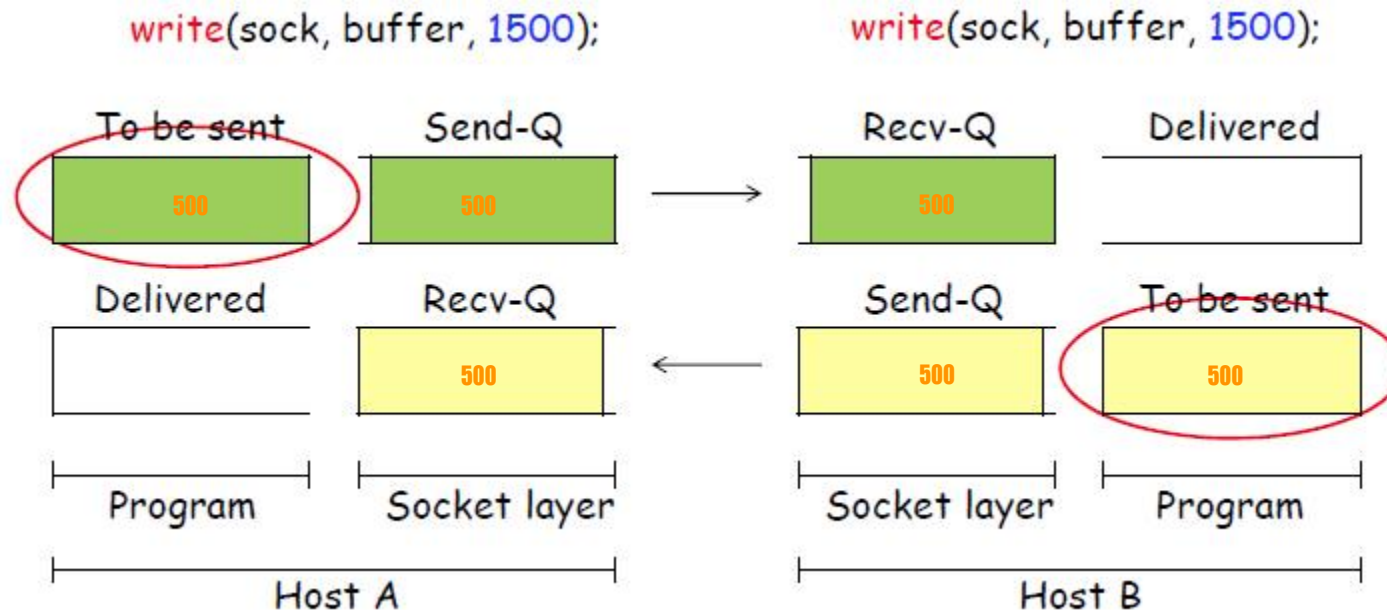 write(sock, buffer, 1500); write(sock, buffer, 1500);
To be sent Send-Q Recv-Q Delivered
500 500 500
Delivered Recv-Q Send-Q To be sent
500 500 500
Program Socket layer Socket layer Program
Host A Host B